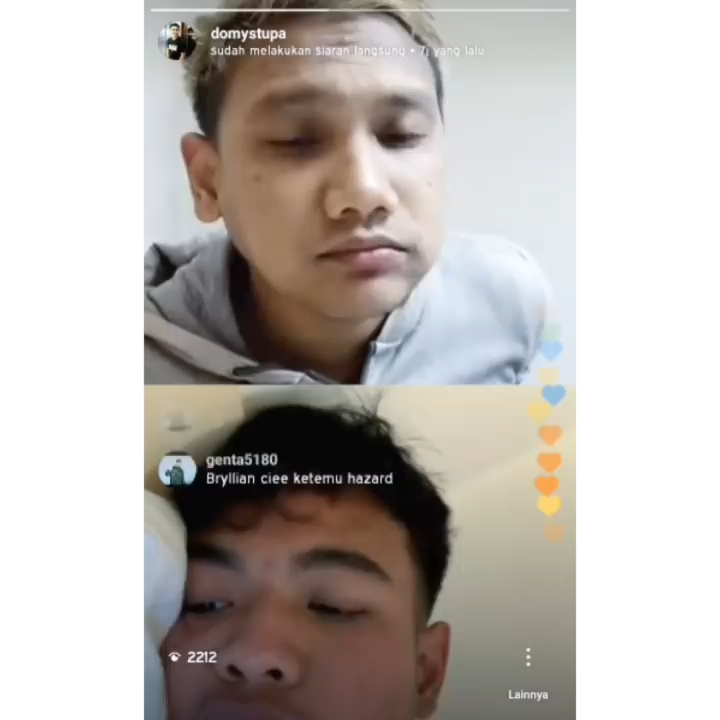 domystupa
sudah melakukan siaran langsung • 7j yang lalu
genta5180
Bryllian ciee ketemu hazard
2212
Lainnya